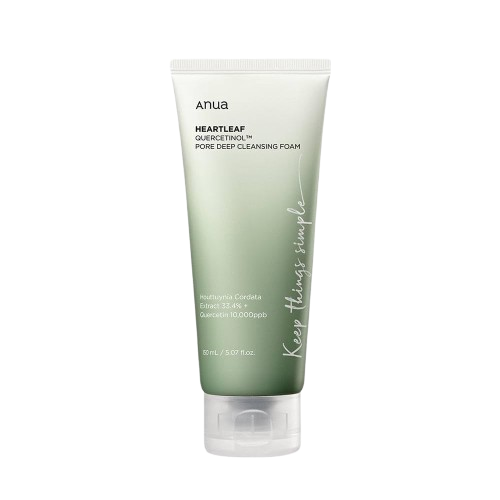 Anua
HEARTLEAF
QUERCETINOL™
PORE DEEP CLEANSING FOAM
Keep things simple
Houttuynia Cordata
Extract 33.4% +
Quercetin 10,000ppb
50 mL / 5.07 fl.oz.